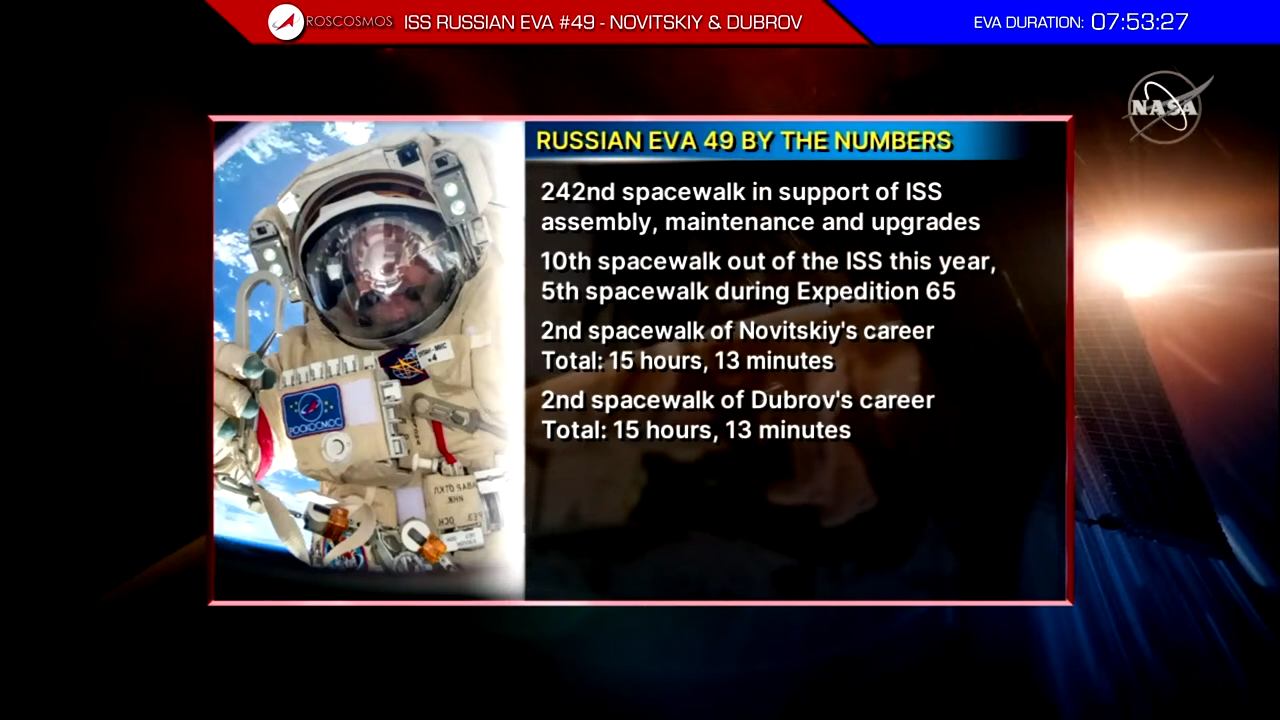 ROSCOSMOS
ISS RUSSIAN EVA #49 - NOVITSKIY & DUBROV
EVA DURATION: 07:53:27
NASA
RUSSIAN EVA 49 BY THE NUMBERS
242nd spacewalk in support of ISS
assembly, maintenance and upgrades
10th spacewalk out of the ISS this year,
5th spacewalk during Expedition 65
2nd spacewalk of Novitskiy's career
Total: 15 hours, 13 minutes
2nd spacewalk of Dubrov's career
Total: 15 hours, 13 minutes
РОСКОСМОС